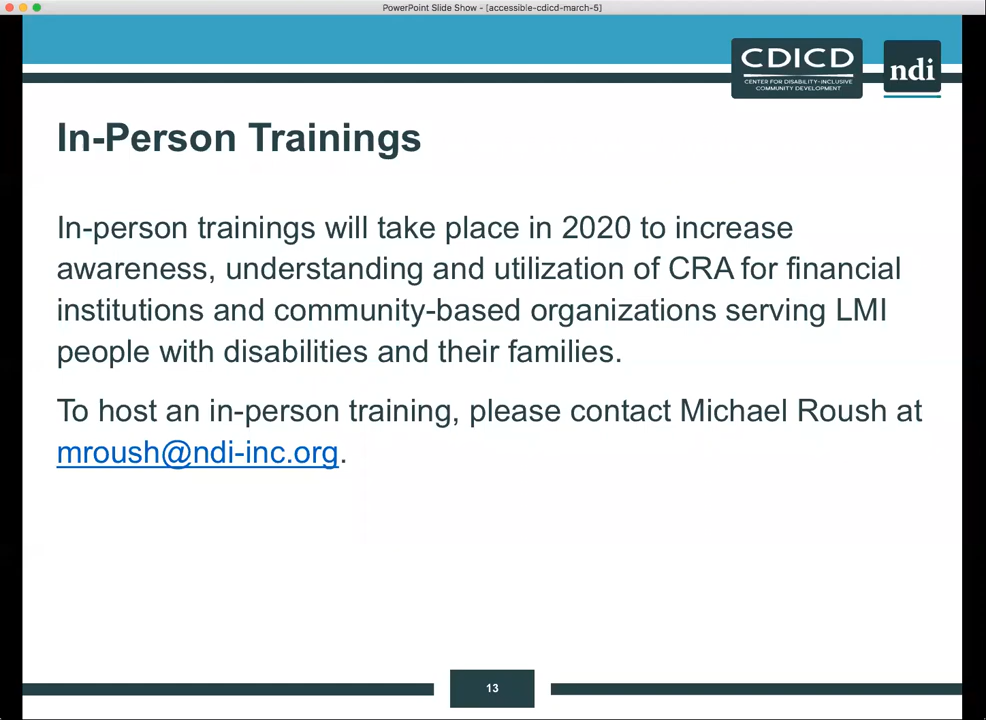 PowerPoint Slide Show - [accessible-cdicd-march-5]
CDICD
CENTER FOR DISABILITY-INCLUSIVE
COMMUNITY DEVELOPMENT
ndi
In-Person Trainings
In-person trainings will take place in 2020 to increase
awareness, understanding and utilization of CRA for financial
institutions and community-based organizations serving LMI
people with disabilities and their families.
To host an in-person training, please contact Michael Roush at
mroush@ndi-inc.org.
13